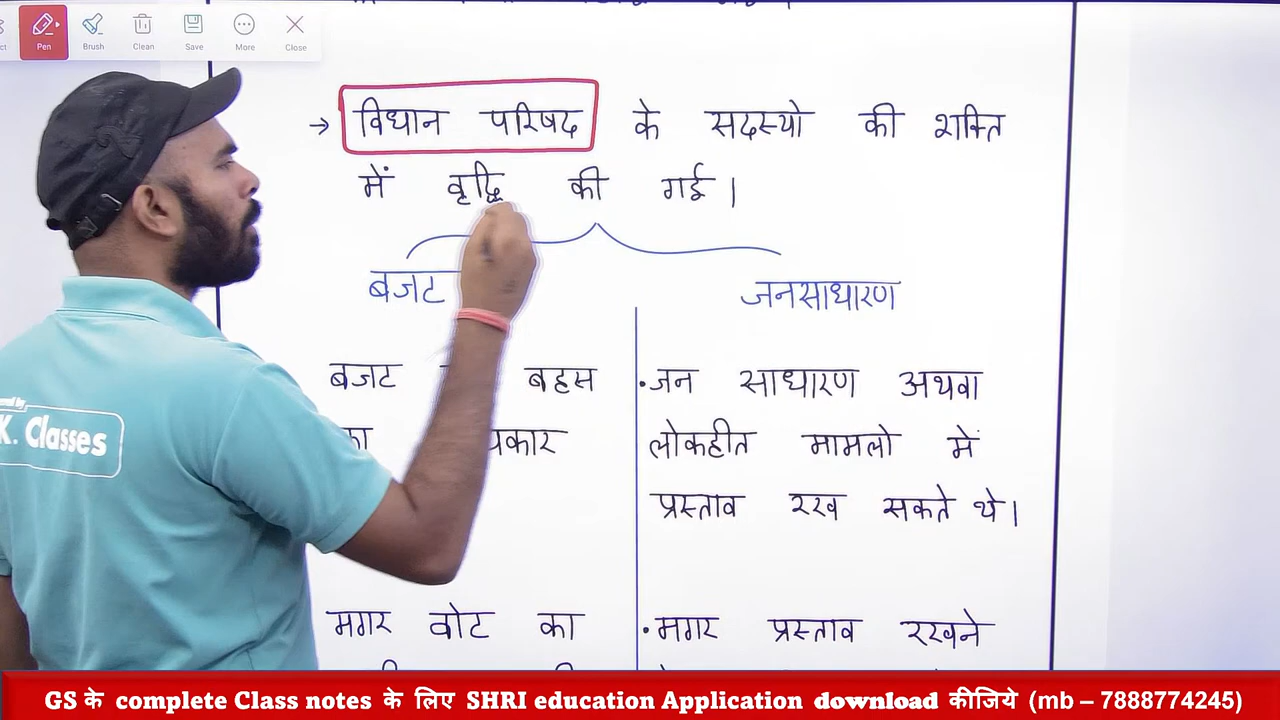 Pen
Brush
Clean
Save
More
Close
→ विधान परिषद के सदस्यो की शक्ति
में वृद्धि की गई।
बजट
जनसाधारण
बजट बहस
•जन साधारण अथवा
लोकहीत मामलो में
प्रस्ताव रख सकते थे।
मगर वोट का
•मगर प्रस्ताव रखने
K. Classes
GS के complete Class notes के लिए SHRI education Application download कीजिये (mb – 7888774245)